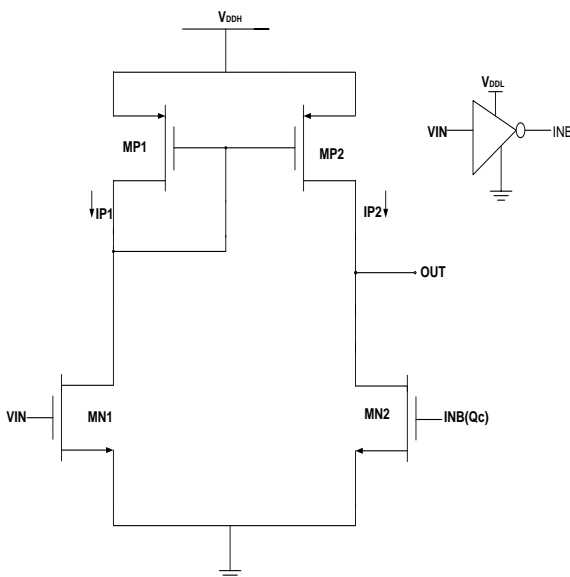 VDDH
MP1
MP2
VDDL
VIN
INB
IP1
IP2
OUT
VIN
MN1
MN2
INB(Qc)